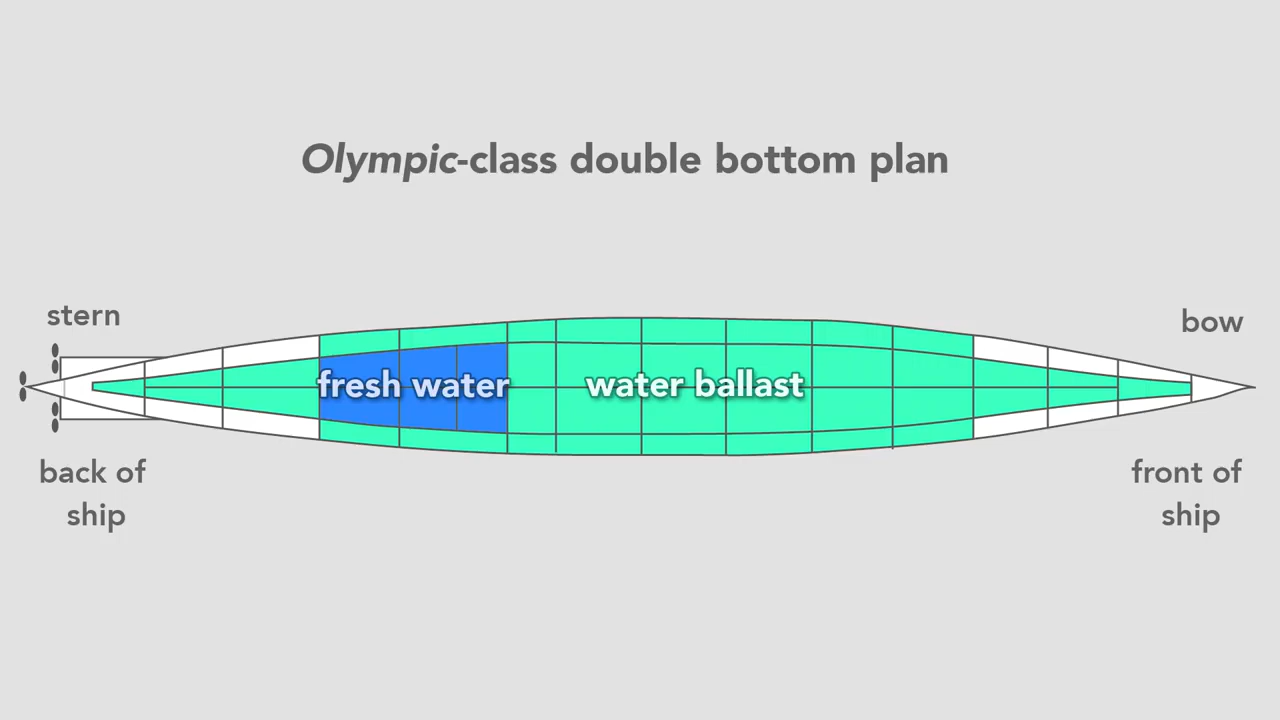 Olympic-class double bottom plan
stern
bow
fresh water
water ballast
back of
ship
front of
ship